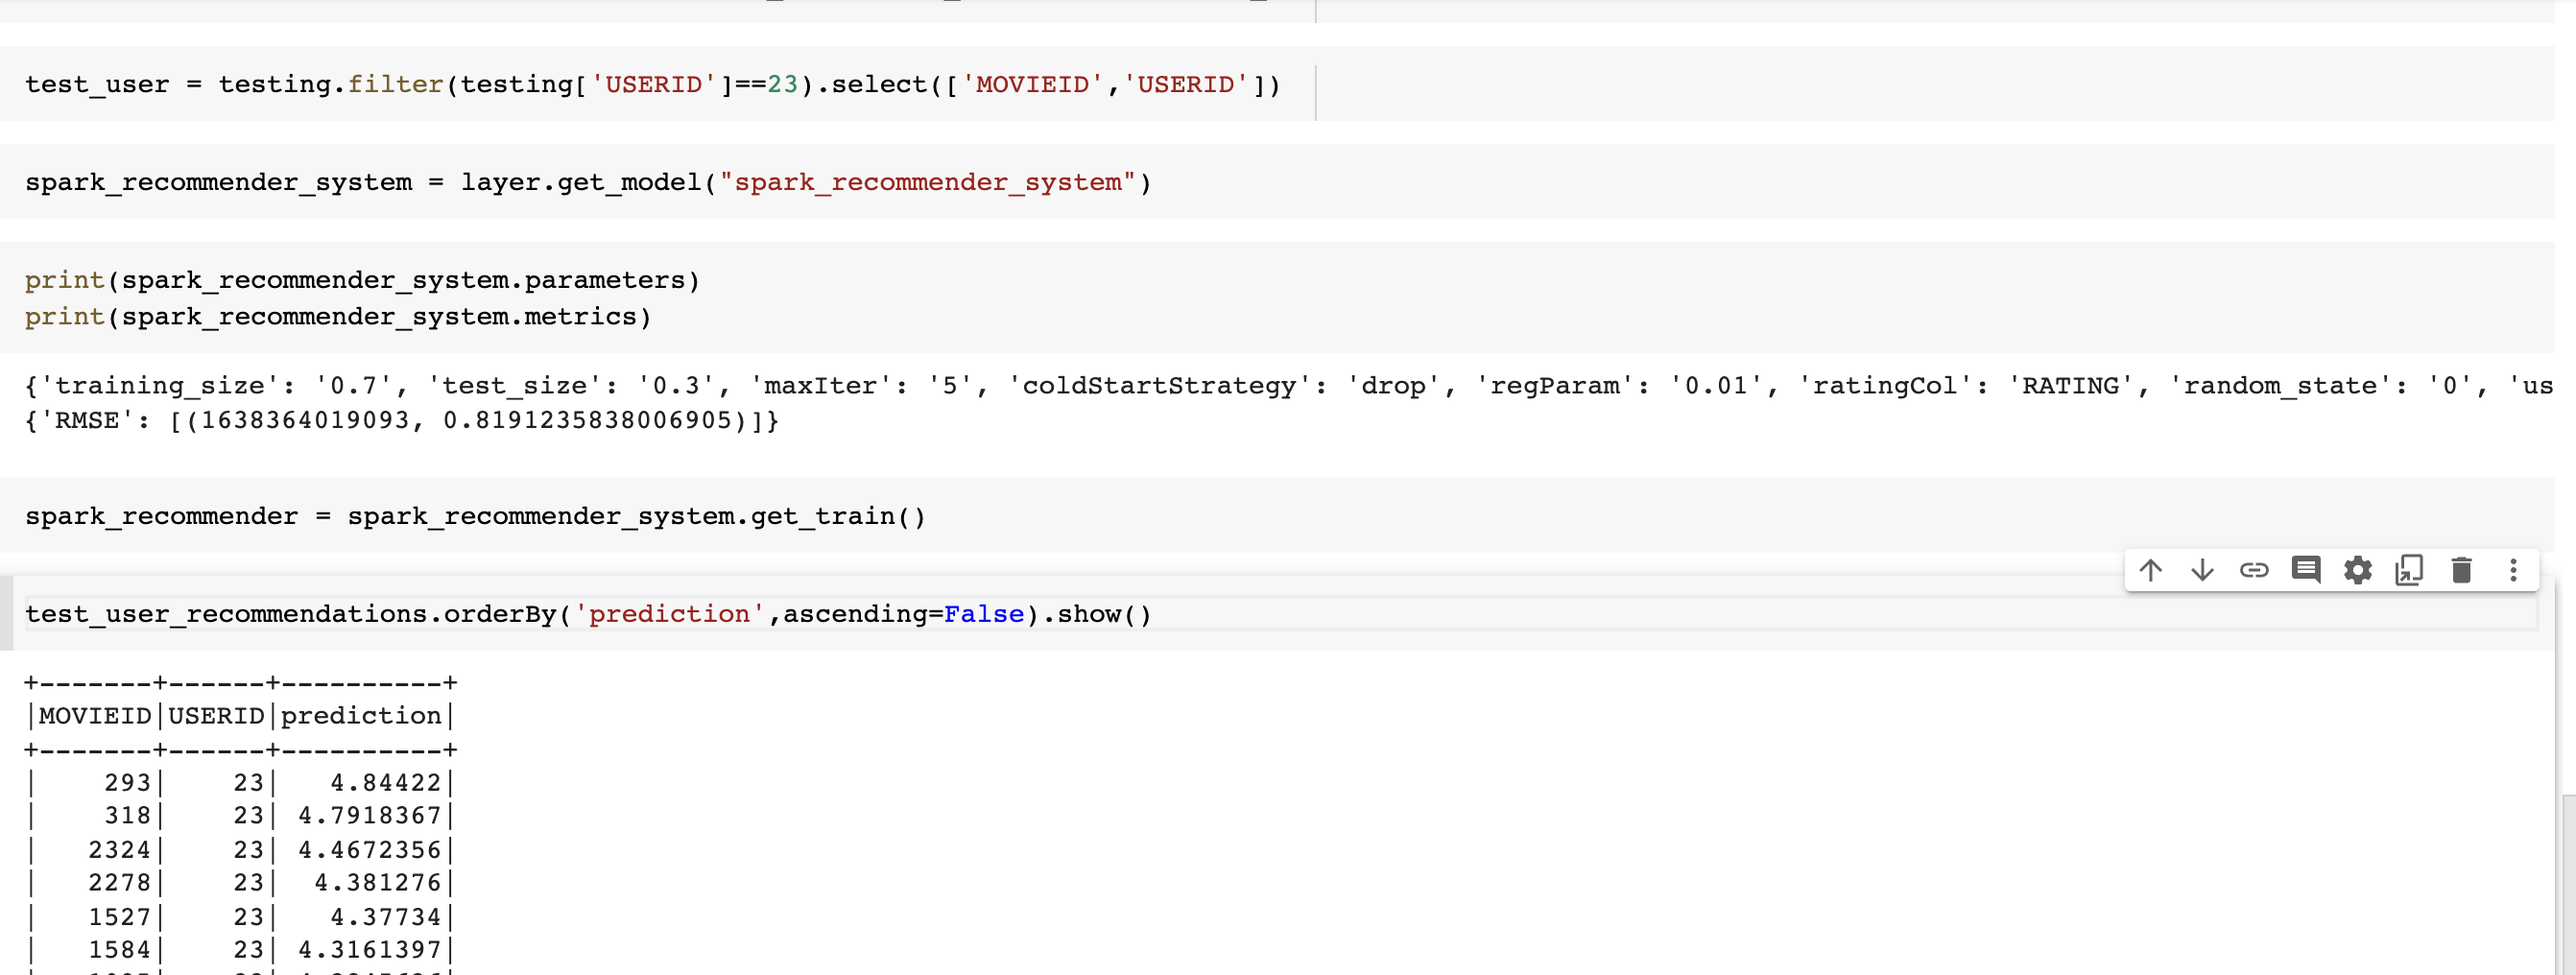 test_user = testing.filter(testing['USERID']==23).select(['MOVIEID','USERID'])
spark_recommender_system = layer.get_model("spark_recommender_system")
print(spark_recommender_system.parameters)
print(spark_recommender_system.metrics)
{'training_size': '0.7', 'test_size': '0.3', 'maxIter': '5', 'coldStartStrategy': 'drop', 'regParam': '0.01', 'ratingCol': 'RATING', 'random_state': '0', 'us
{'RMSE': [(1638364019093, 0.8191235838006905)]}
spark_recommender = spark_recommender_system.get_train()
test_user_recommendations.orderBy('prediction',ascending=False).show()
+-------+------+----------+
|MOVIEID|USERID|prediction|
+-------+------+----------+
|    293|    23|   4.84422|
|    318|    23| 4.7918367|
|   2324|    23| 4.4672356|
|   2278|    23|  4.381276|
|   1527|    23|   4.37734|
|   1584|    23| 4.3161397|